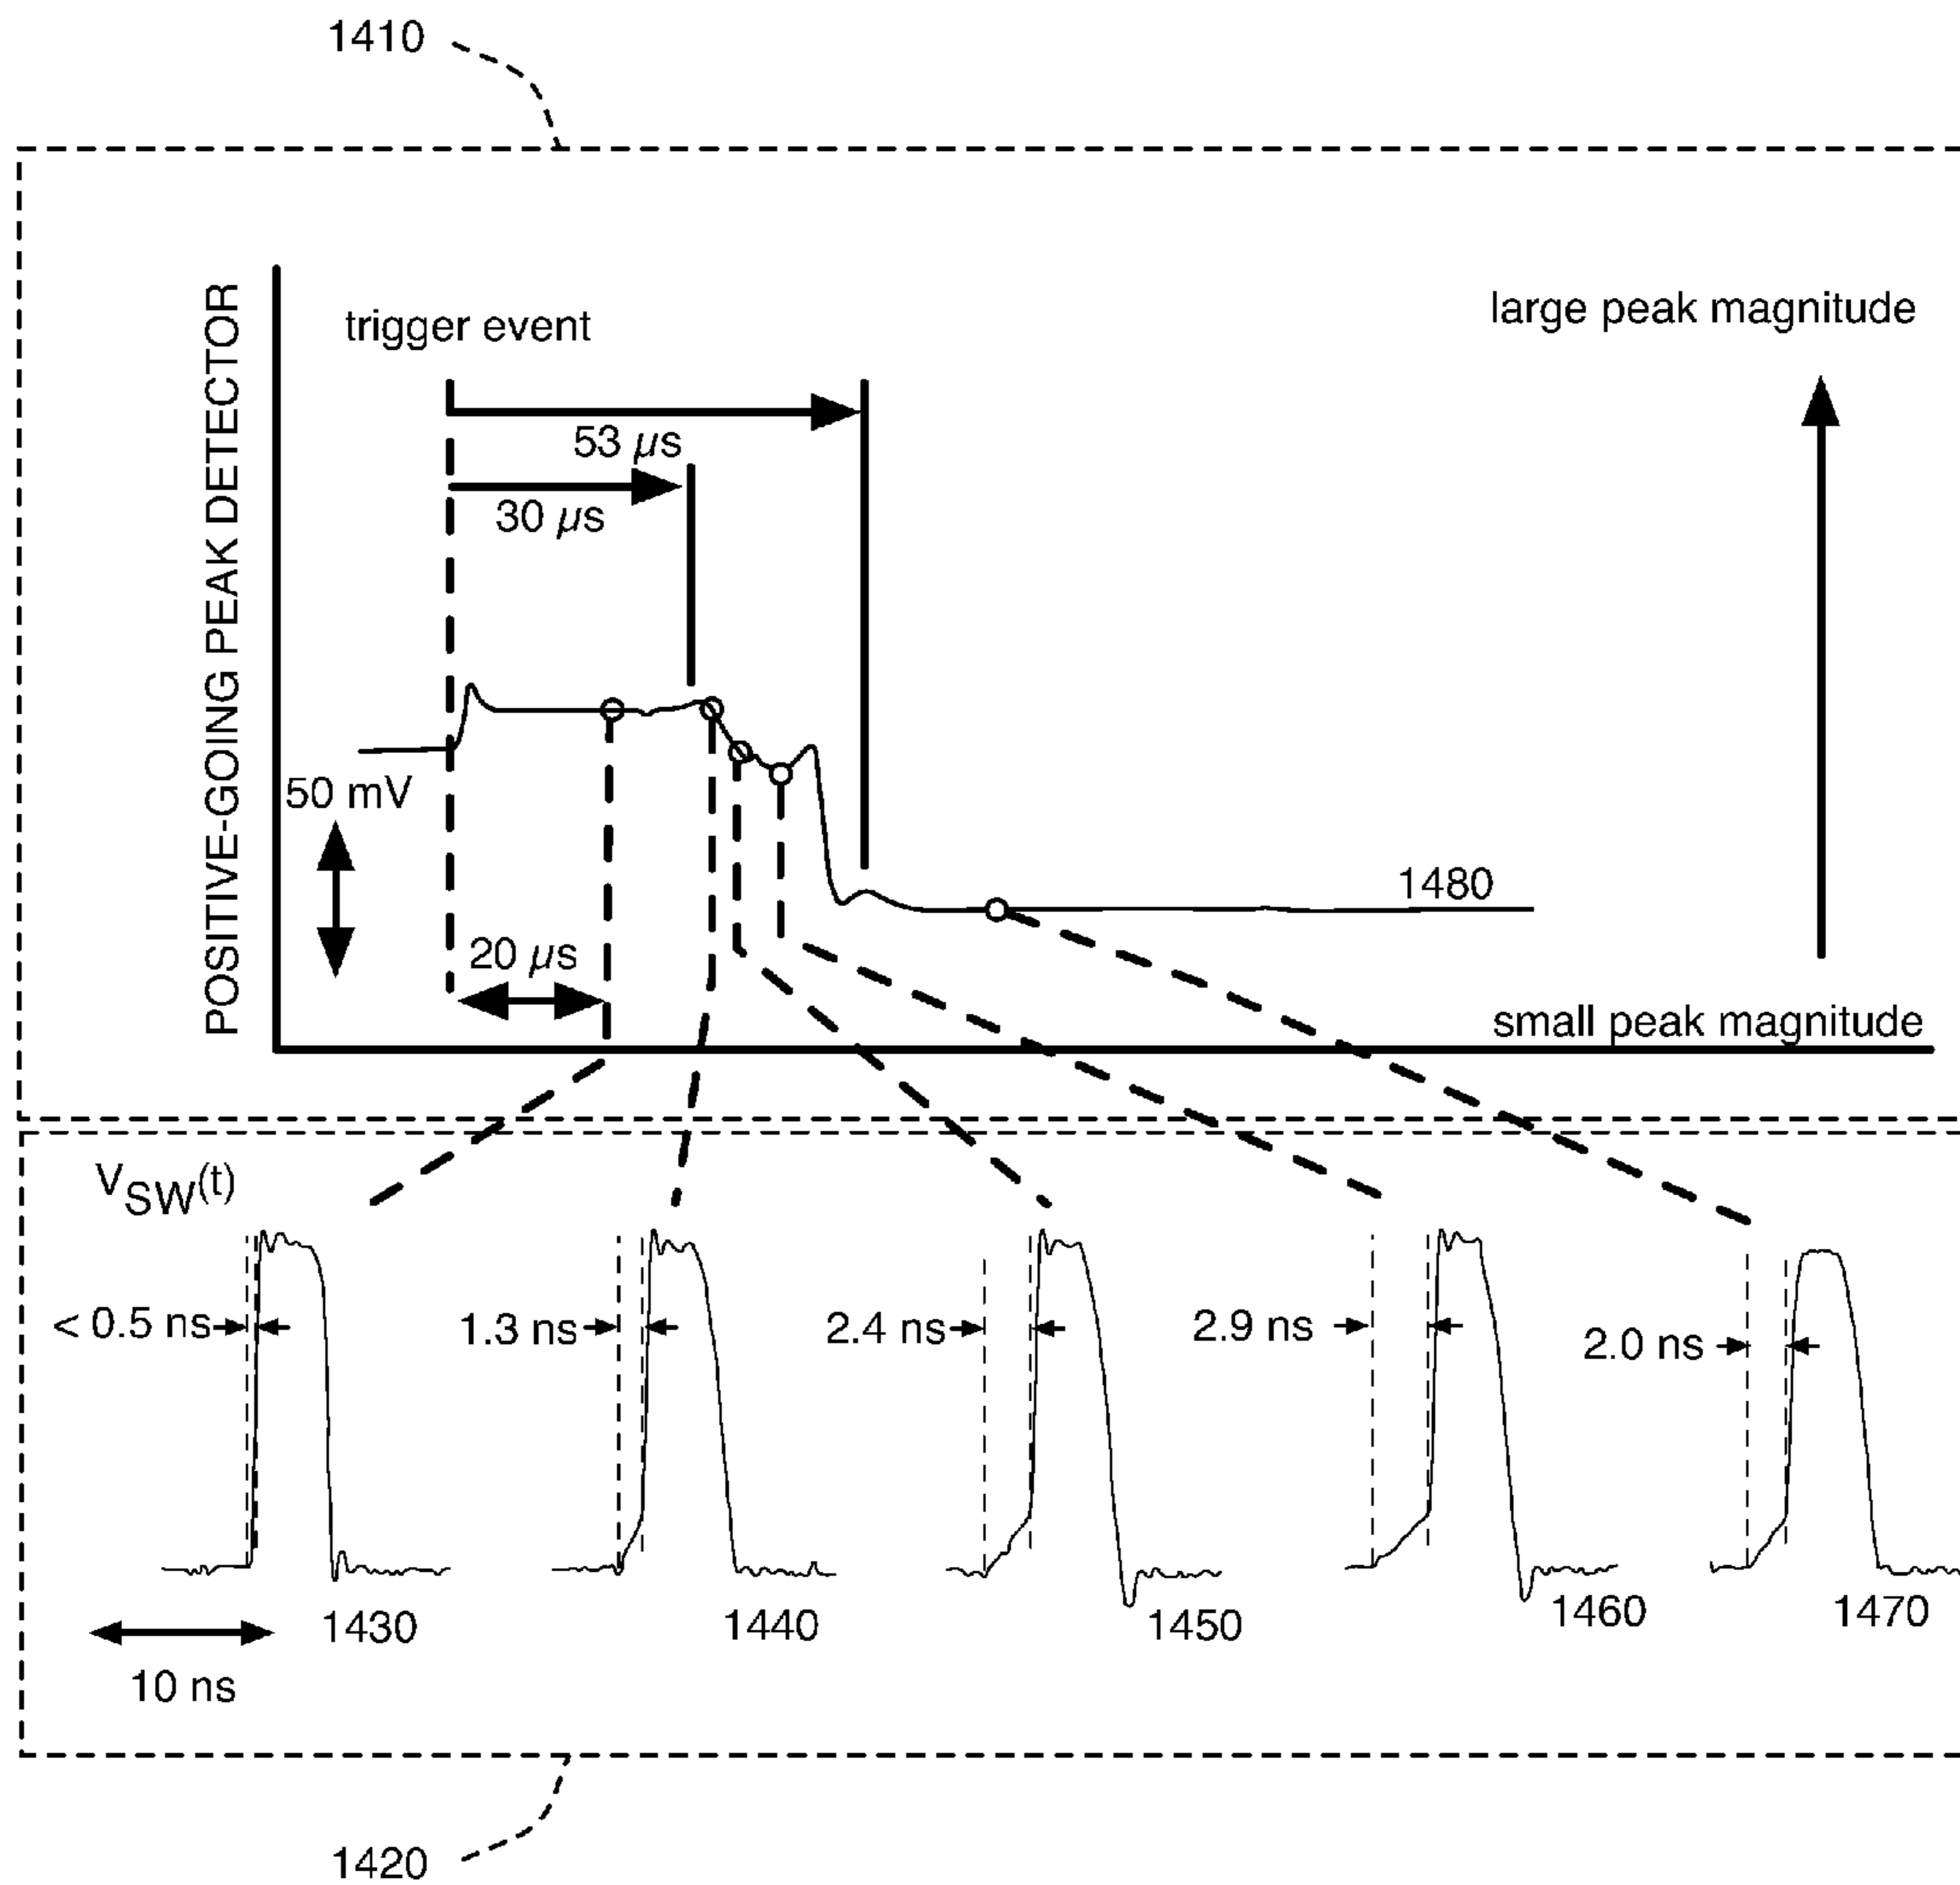 1410
POSITIVE-GOING PEAK DETECTOR
trigger event
large peak magnitude
53 µs
30 µs
50 mV
1480
20 µs
small peak magnitude
VSW(t)
< 0.5 ns
1.3 ns
2.4 ns
2.9 ns
2.0 ns
1430
1440
1450
1460
1470
10 ns
1420